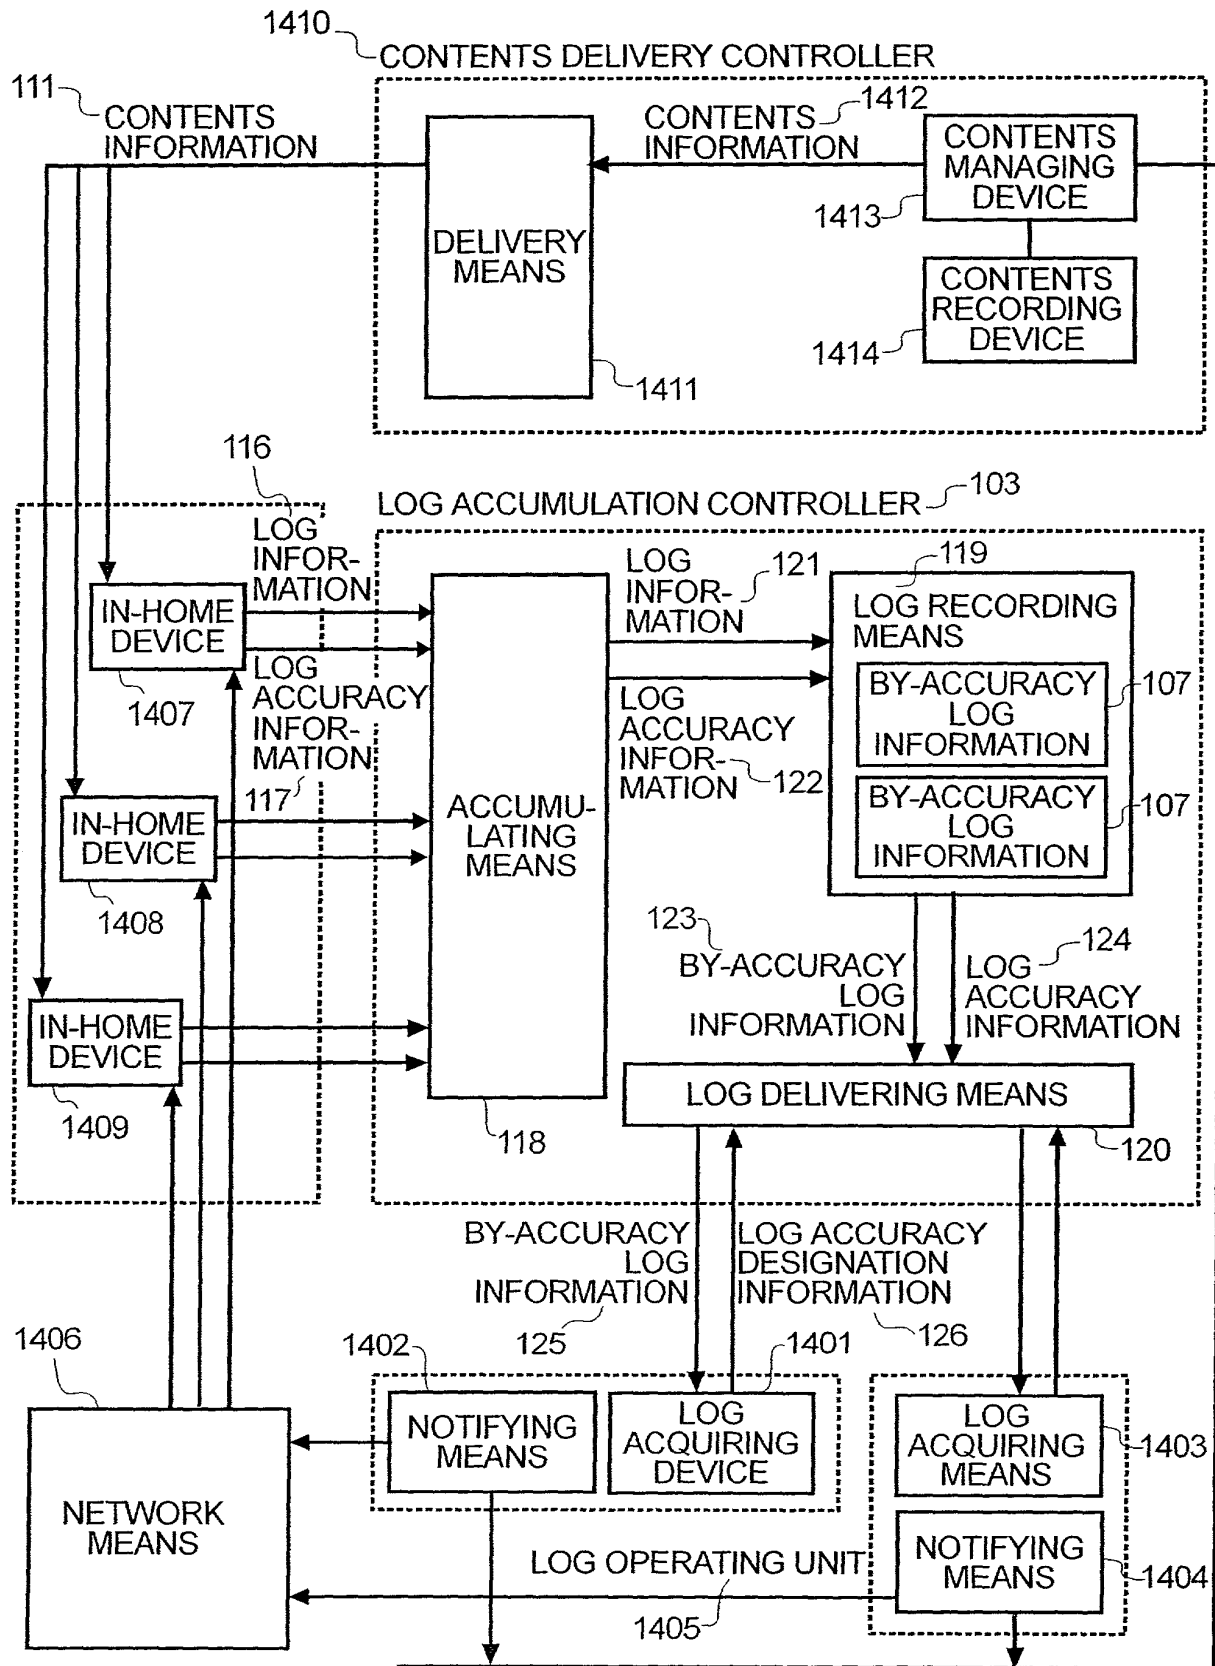 1410
CONTENTS DELIVERY CONTROLLER
111
CONTENTS
INFORMATION
CONTENTS
INFORMATION
1412
CONTENTS
MANAGING
DEVICE
1413
DELIVERY
MEANS
1411
CONTENTS
RECORDING
DEVICE
1414
116
LOG
INFOR-
MATION
LOG ACCUMULATION CONTROLLER
103
IN-HOME
DEVICE
1407
LOG
ACCURACY
INFOR-
MATION
117
LOG
INFOR-
MATION
121
119
LOG RECORDING
MEANS
BY-ACCURACY
LOG
INFORMATION
107
LOG
ACCURACY
INFOR-
MATION
122
BY-ACCURACY
LOG
INFORMATION
107
IN-HOME
DEVICE
1408
ACCUMU-
LATING
MEANS
118
123
BY-ACCURACY
LOG
INFORMATION
124
LOG
ACCURACY
INFORMATION
IN-HOME
DEVICE
1409
LOG DELIVERING MEANS
120
BY-ACCURACY
LOG
INFORMATION
125
LOG ACCURACY
DESIGNATION
INFORMATION
126
1406
NETWORK
MEANS
1402
NOTIFYING
MEANS
1401
LOG
ACQUIRING
DEVICE
LOG
ACQUIRING
MEANS
1403
LOG OPERATING UNIT
1405
NOTIFYING
MEANS
1404